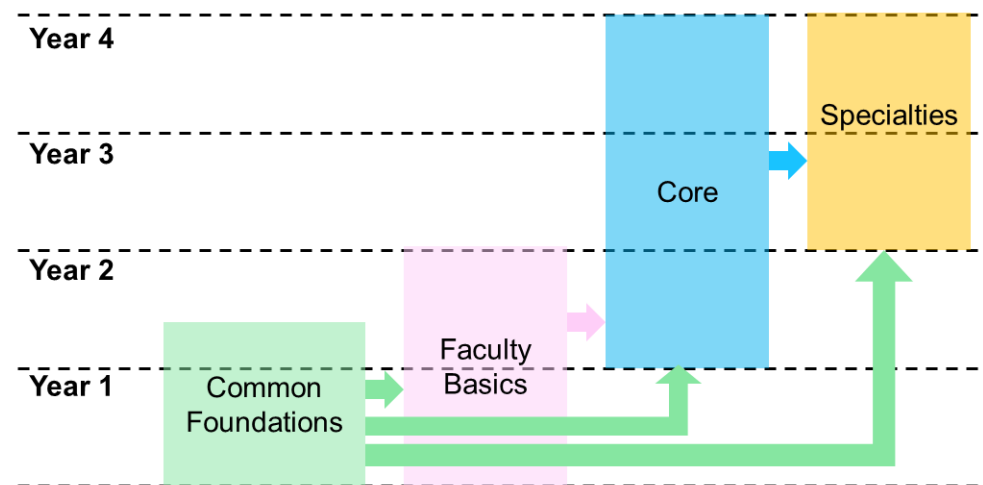 Year 4
Specialties
Year 3
Core
Year 2
Faculty
Basics
Year 1
Common
Foundations